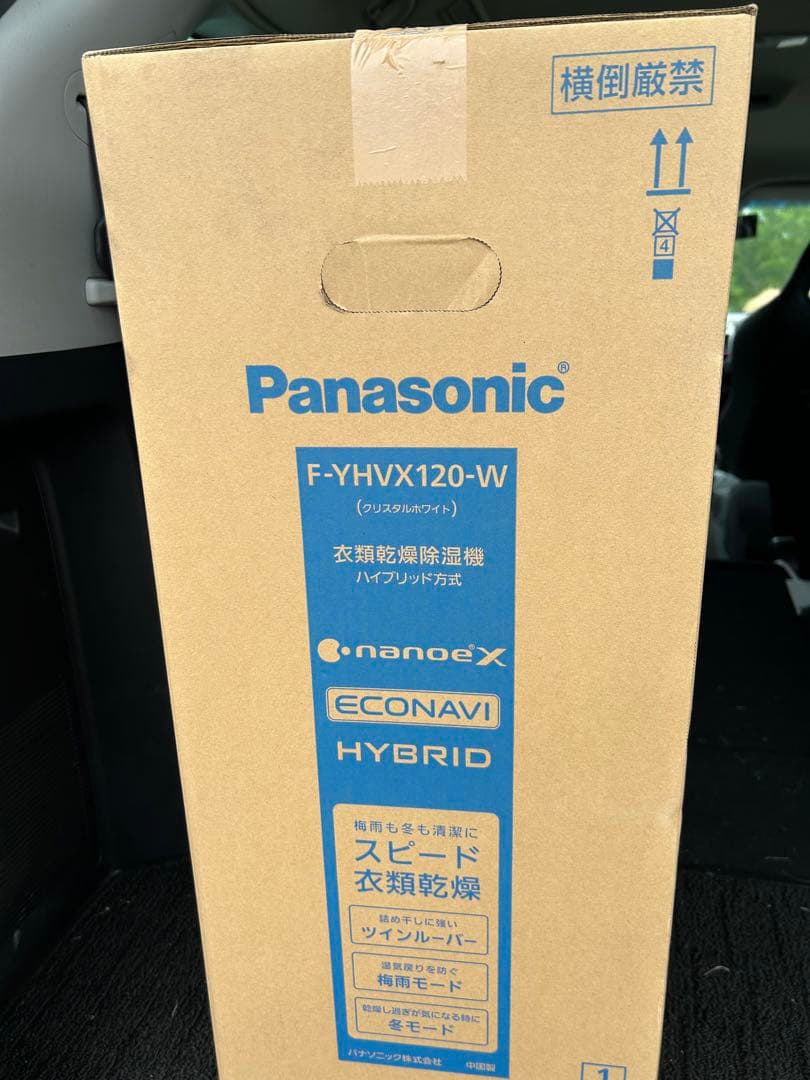 横倒厳禁
4
Panasonic®
F-YHVX120-W
(クリスタルホワイト)
衣類乾燥除湿機
ハイブリッド方式
nanoe®X
ECONAVI
HYBRID
梅雨も冬も清潔に
スピード
衣類乾燥
詰め干しに強い
ツインルーバー
湿気戻りを防ぐ
梅雨モード
乾燥し過ぎが気になる時に
冬モード
パナソニック株式会社 中国製
1